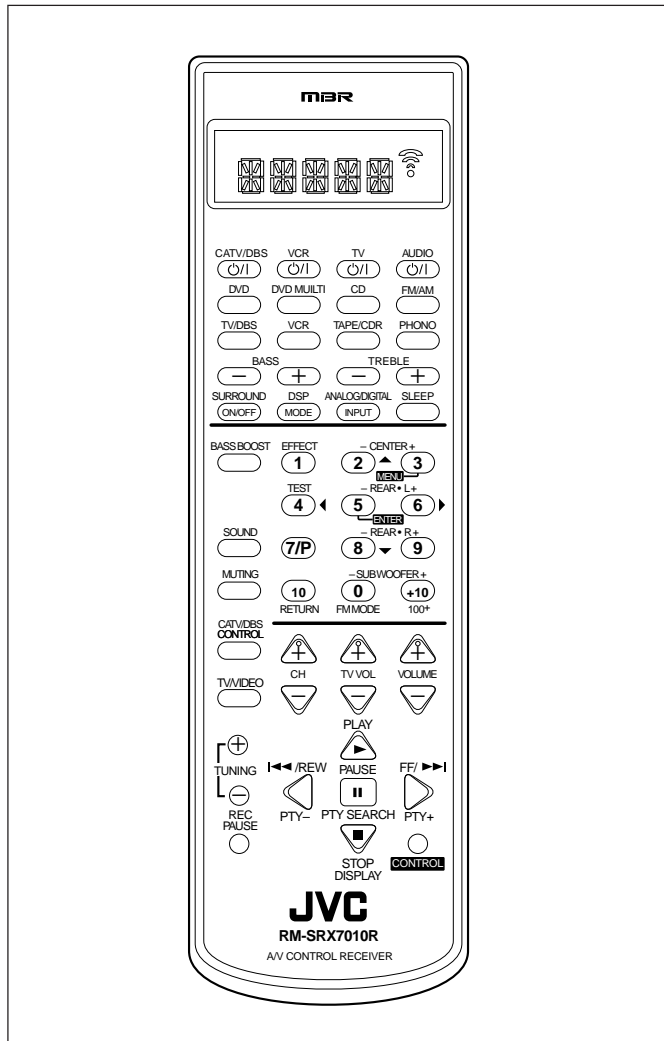 MBR
CATV/DBS VCR TV AUDIO
⏻/I ⏻/I ⏻/I ⏻/I
DVD DVD MUILTI CD FM/AM
TV/DBS VCR TAPE/CDR PHONO
BASS TREBLE
– + – +
SURROUND DSP ANALOG/DIGITAL SLEEP
ON/OFF MODE INPUT
BASS BOOST EFFECT – CENTER +
1 2 3
MENU
TEST – REAR • L +
4 5 6
ENTER
SOUND – REAR • R +
7/P 8 9
MUTING – SUBWOOFER +
10 0 +10
RETURN FM MODE 100+
CATV/DBS
CONTROL
+ + +
CH TV VOL VOLUME
TV/VIDEO
– – –
PLAY
+
TUNING
–
/REW PAUSE FF/
PTY– PTY SEARCH PTY+
REC
PAUSE
STOP CONTROL
DISPLAY
JVC
RM-SRX7010R
A/V CONTROL RECEIVER